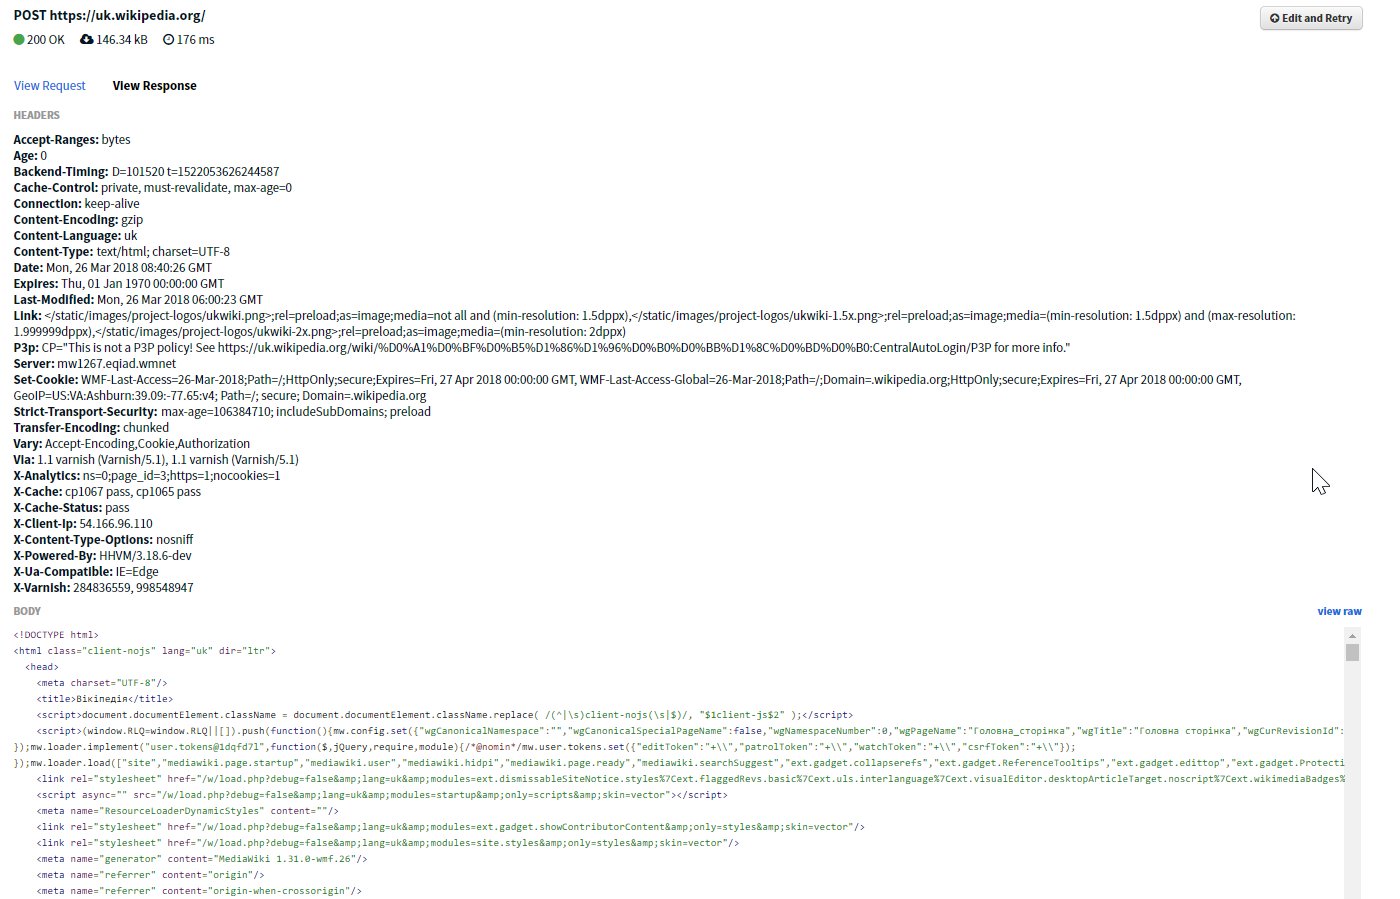 POST https://uk.wikipedia.org/
Edit and Retry
200 OK 146.34 kB 176 ms
View Request View Response
HEADERS
Accept-Ranges: bytes
Age: 0
Backend-Timing: D=101520 t=1522053626244587
Cache-Control: private, must-revalidate, max-age=0
Connection: keep-alive
Content-Encoding: gzip
Content-Language: uk
Content-Type: text/html; charset=UTF-8
Date: Mon, 26 Mar 2018 08:40:26 GMT
Expires: Thu, 01 Jan 1970 00:00:00 GMT
Last-Modified: Mon, 26 Mar 2018 06:00:23 GMT
Link: </static/images/project-logos/ukwiki.png>;rel=preload;as=image;media=not all and (min-resolution: 1.5dppx),</static/images/project-logos/ukwiki-1.5x.png>;rel=preload;as=image;media=(min-resolution: 1.5dppx) and (max-resolution:
1.999999dppx),</static/images/project-logos/ukwiki-2x.png>;rel=preload;as=image;media=(min-resolution: 2dppx)
P3p: CP="This is not a P3P policy! See https://uk.wikipedia.org/wiki/%D0%A1%D0%BF%D0%B5%D1%86%D1%96%D0%B0%D0%BB%D1%8C%D0%BD%D0%B0:CentralAutoLogin/P3P for more info."
Server: mw1267.eqiad.wmnet
Set-Cookie: WMF-Last-Access=26-Mar-2018;Path=/;HttpOnly;secure;Expires=Fri, 27 Apr 2018 00:00:00 GMT, WMF-Last-Access-Global=26-Mar-2018;Path=/;Domain=.wikipedia.org;HttpOnly;secure;Expires=Fri, 27 Apr 2018 00:00:00 GMT,
GeoIP=US:VA:Ashburn:39.09:-77.65:v4; Path=/; secure; Domain=.wikipedia.org
Strict-Transport-Security: max-age=106384710; includeSubDomains; preload
Transfer-Encoding: chunked
Vary: Accept-Encoding,Cookie,Authorization
Via: 1.1 varnish (Varnish/5.1), 1.1 varnish (Varnish/5.1)
X-Analytics: ns=0;page_id=3;https=1;nocookies=1
X-Cache: cp1067 pass, cp1065 pass
X-Cache-Status: pass
X-Client-Ip: 54.166.96.110
X-Content-Type-Options: nosniff
X-Powered-By: HHVM/3.18.6-dev
X-Ua-Compatible: IE=Edge
X-Varnish: 284836559, 998548947
BODY
view raw
<!DOCTYPE html>
<html class="client-nojs" lang="uk" dir="ltr">
<head>
<meta charset="UTF-8"/>
<title>Вікіпедія</title>
<script>document.documentElement.className = document.documentElement.className.replace( /(^|\s)client-nojs(\s|$)/, "$1client-js$2" );</script>
<script>(window.RLQ=window.RLQ||[]).push(function(){mw.config.set({"wgCanonicalNamespace":"","wgCanonicalSpecialPageName":false,"wgNamespaceNumber":0,"wgPageName":"Головна_сторінка","wgTitle":"Головна сторінка","wgCurRevisionId":
});mw.loader.implement("user.tokens@1dqfd7l",function($,jQuery,require,module){/*@nomin*/mw.user.tokens.set({"editToken":"+\\","patrolToken":"+\\","watchToken":"+\\","csrfToken":"+\\"});
});mw.loader.load(["site","mediawiki.page.startup","mediawiki.user","mediawiki.hidpi","mediawiki.page.ready","mediawiki.searchSuggest","ext.gadget.collapserefs","ext.gadget.ReferenceTooltips","ext.gadget.edittop","ext.gadget.Protecti
<link rel="stylesheet" href="/w/load.php?debug=false&amp;lang=uk&amp;modules=ext.dismissableSiteNotice.styles%7Cext.flaggedRevs.basic%7Cext.uls.interlanguage%7Cext.visualEditor.desktopArticleTarget.noscript%7Cext.wikimediaBadges%
<script async="" src="/w/load.php?debug=false&amp;lang=uk&amp;modules=startup&amp;only=scripts&amp;skin=vector"></script>
<meta name="ResourceLoaderDynamicStyles" content=""/>
<link rel="stylesheet" href="/w/load.php?debug=false&amp;lang=uk&amp;modules=ext.gadget.showContributorContent&amp;only=styles&amp;skin=vector"/>
<link rel="stylesheet" href="/w/load.php?debug=false&amp;lang=uk&amp;modules=site.styles&amp;only=styles&amp;skin=vector"/>
<meta name="generator" content="MediaWiki 1.31.0-wmf.26"/>
<meta name="referrer" content="origin"/>
<meta name="referrer" content="origin-when-crossorigin"/>